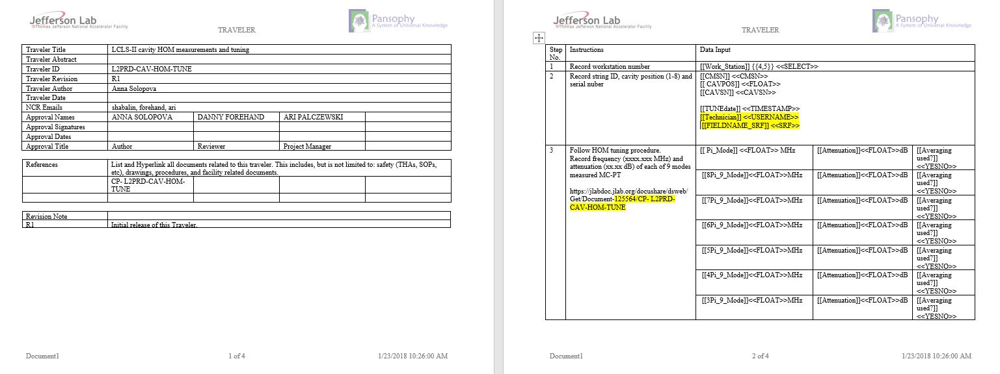 Jefferson Lab
Thomas Jefferson National Accelerator Facility
TRAVELER
Pansophy
A System of Universal Knowledge
Traveler Title LCLS-II cavity HOM measurements and tuning
Traveler Abstract
Traveler ID L2PRD-CAV-HOM-TUNE
Traveler Revision R1
Traveler Author Anna Solopova
Traveler Date
NCR Emails shabalin, forehand, ari
Approval Names ANNA SOLOPOVA DANNY FOREHAND ARI PALCZEWSKI
Approval Signatures
Approval Dates
Approval Title Author Reviewer Project Manager
References List and Hyperlink all documents related to this traveler. This includes, but is not limited to: safety (THAs, SOPs,
etc), drawings, procedures, and facility related documents.
CP- L2PRD-CAV-HOM-
TUNE
Revision Note
R1 Initial release of this Traveler.
Document1 1 of 4 1/23/2018 10:26:00 AM
Jefferson Lab
Thomas Jefferson National Accelerator Facility
TRAVELER
Pansophy
A System of Universal Knowledge
Step Instructions Data Input
No.
1 Record workstation number [[Work_Station]] {{4,5}} <<SELECT>>
2 Record string ID, cavity position (1-8) and
serial nuber
[[CMSN]] <<CMSN>>
[[ CAVPOS]] <<FLOAT>>
[[CAVSN]] <<CAVSN>>
[[TUNEdate]] <<TIMESTAMP>>
[[Technician]] <<USERNAME>>
[[FIELDNAME_SRF]] <<SRF>>
3 Follow HOM tuning procedure.
Record frequency (xxxx.xxx MHz) and
attenuation (xx.xx dB) of each of 9 modes
measured MC-PT
https://jlabdoc.jlab.org/docushare/dsweb/
Get/Document-125564/CP- L2PRD-
CAV-HOM-TUNE
[[ Pi_Mode]] <<FLOAT>> MHz [[Attenuation]]<<FLOAT>>dB [[Averaging
used?]]
<<YESNO>>
[[8Pi_9_Mode]]<<FLOAT>>MHz [[Attenuation]]<<FLOAT>>dB [[Averaging
used?]]
<<YESNO>>
[[7Pi_9_Mode]]<<FLOAT>>MHz [[Attenuation]]<<FLOAT>>dB [[Averaging
used?]]
<<YESNO>>
[[6Pi_9_Mode]]<<FLOAT>>MHz [[Attenuation]]<<FLOAT>>dB [[Averaging
used?]]
<<YESNO>>
[[5Pi_9_Mode]]<<FLOAT>>MHz [[Attenuation]]<<FLOAT>>dB [[Averaging
used?]]
<<YESNO>>
[[4Pi_9_Mode]]<<FLOAT>>MHz [[Attenuation]]<<FLOAT>>dB [[Averaging
used?]]
<<YESNO>>
[[3Pi_9_Mode]]<<FLOAT>>MHz [[Attenuation]]<<FLOAT>>dB [[Averaging
used?]]
<<YESNO>>
Document1 2 of 4 1/23/2018 10:26:00 AM